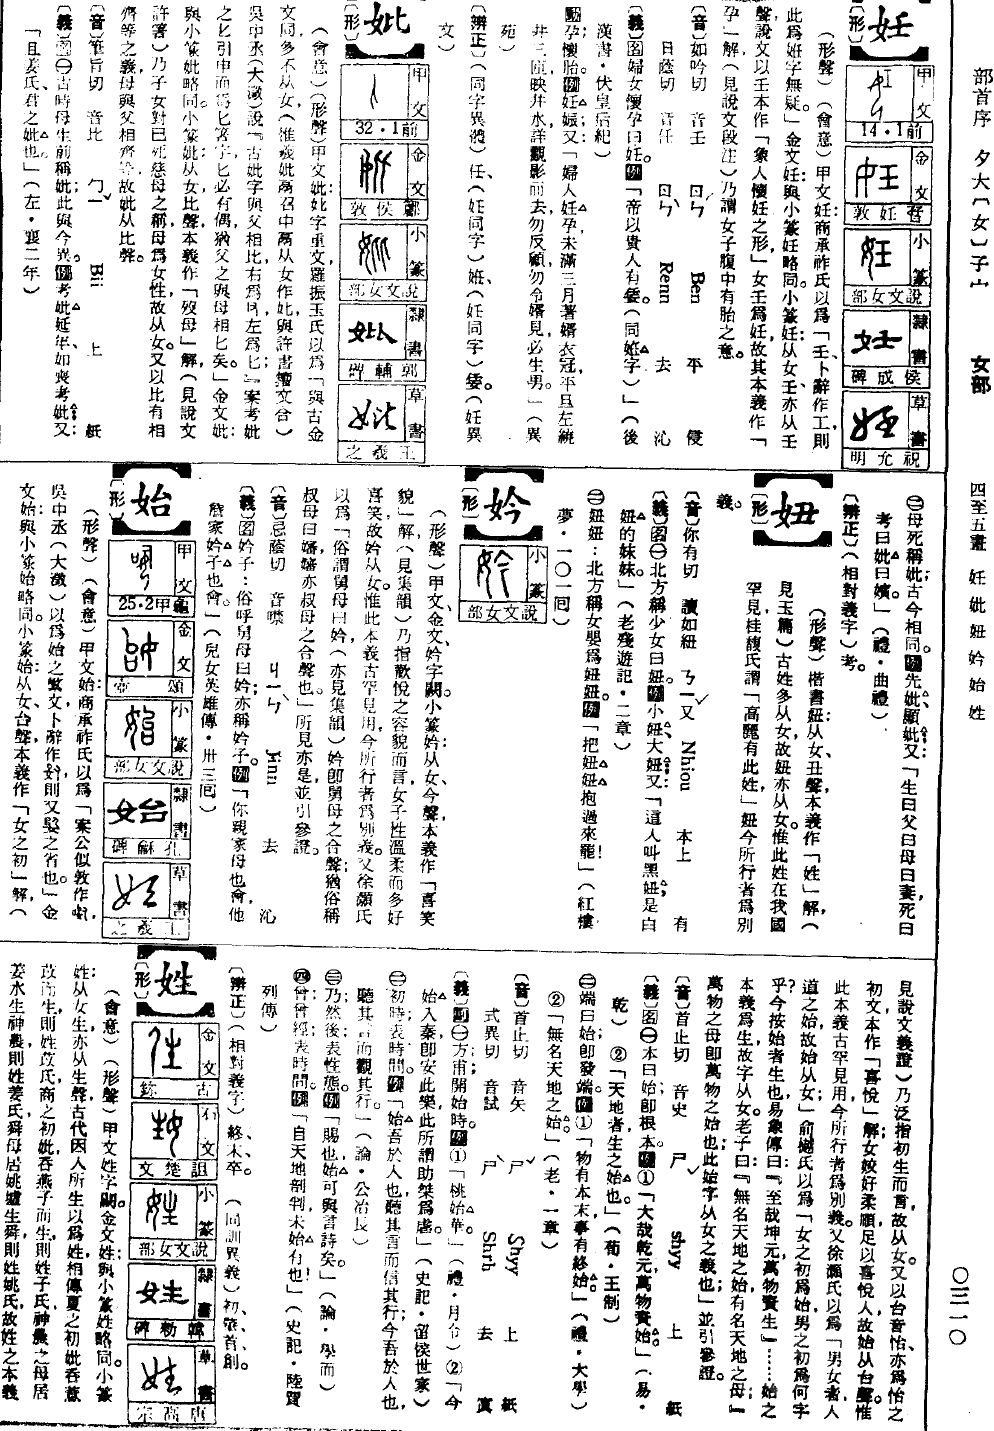 部首序 夕大〔女〕子宀 女部 四至五畫 妊妣妞妗始姓 〇三一〇
妊
〔形〕
甲文 前1·14
金文
小篆 說文女部
隸書 侯成碑
草書 祝允明
（形聲）（會意）甲文妊：商承祚氏以爲「壬、卜辭作工，則
此爲妊字無疑。」金文妊：與小篆妊略同。小篆妊：从女、壬亦从壬
聲，說文以壬本作「象人懷妊之形」女壬爲妊，故其本義作「
孕」解（見說文段注）乃謂女子腹中有胎之意。
〔音〕如吟切 音壬 ㄖㄣˊ Ren 平 侵
日蔭切 音任 ㄖㄣˋ Renn 去 沁
〔義〕名婦女懷孕曰妊。例「帝以貴人有妊。（同姙字）」（後
漢書·伏皇后紀）
動孕懷胎。例妊娠。又「婦人妊孕未滿三月，著婿衣冠，平旦左繞
井三匝，映井水，詳觀影而去，勿反顧，勿令婿見，必生男。」（異
苑）
〔辨正〕（同字異體）任、（妊同字）姙、（妊同字）
文）
妣
〔形〕
甲文 前1·32
金文 侯敦
小篆 說文女部
隸書 郭輔碑
草書 王羲之
（會意）（形聲）甲文妣：妣字重文，羅振玉氏以爲「與古金
文同，多不从女，（惟義妣鬲召中鬲从女作妣，與許書籀文合）
吳中丞（大澂）說『古妣字與父相比，右爲
之匕，引申而爲匕箸字；匕必有偶，猶父之與母相匕矣。」金文妣：
與小篆妣略同。小篆妣：从女、比聲，本義作「歿母」解（見說文
許著）乃子女對已死慈母之稱，母爲女性，故从女。又以比有相
齊等之義，母與父相齊等，故妣从比聲。
〔音〕筆旨切 音比 ㄅㄧˇ Bii 上 紙
〔義〕名㊀古時母生前稱妣，此與今異。例考妣延年；如喪考妣；又
「且姜氏，君之妣也。」（左·襄二年）
㊁母死稱妣，古今相同。例先妣、顯妣；又「生曰父曰母曰妻，死曰
考曰妣曰嬪」（禮·曲禮）
〔辨正〕（相對義字）考。
妞
〔形〕
（形聲）楷書妞：从女、丑聲，本義作「姓」解，（
見玉篇）古姓多从女，故妞亦从女。惟此姓在我國
罕見，桂馥氏謂「高麗有此姓」妞今所行者爲別
義。
〔音〕你有切 讀如紐 ㄋㄧㄡˇ Nhiou 本上 有
〔義〕名㊀北方稱少女曰妞。例小妞、大妞；又「這人叫黑妞；是白
妞的妹妹。」（老殘遊記·二章）
㊁妞妞：北方稱女嬰爲妞妞。例「把妞妞抱過來罷！」（紅樓
夢·一〇一囘）
妗
〔形〕
小篆 說文女部
（形聲）甲文、金文妗字闕。小篆妗：从女、今聲，本義作「喜笑
貌」解（見集韻）乃指歡悅之容貌而言，女子性溫柔而多好
喜笑，故妗从女。惟此本義古罕見用，今所行者爲別義。又徐灝氏
以爲「俗謂舅母曰妗（亦見集韻）妗卽舅母之合聲，猶俗稱
叔母曰嬸，嬸亦叔母之合聲也。」所見亦是，並引參證。
〔音〕忌蔭切 音噤 ㄐㄧㄣˋ Jinn 去 沁
〔義〕名妗子：俗呼舅母曰妗，亦稱妗子。例「你親家母也會，他
詹家妗子也會。」（兒女英雄傳·卅三囘）
始
〔形〕
甲文 龜甲2·25
金文 頌壺
小篆 說文女部
隸書 孔龢碑
草書 王羲之
（形聲）（會意）甲文始：商承祚氏以爲「案公似敦作
吳中丞（大澂）以爲始之繁文，卜辭作
文始：與小篆始略同。小篆始：从女、台聲，本義作「女之初」解，（
見說文義證）乃泛指初生而言，故从女。又以台音怡，亦爲怡之
初文，本作「喜悅」解；女姣好柔順，足以喜悅人，故始从台聲。惟
此本義古罕見用，今所行者爲別義。又徐灝氏以爲「男女者人
道之始，故始从女」俞樾氏以爲「女之初爲始，男之初爲何字
乎？今按：始者生也；易象傳曰：『至哉坤元，萬物資生』……始之
本義爲生，故字从女。老子曰：『無名天地之始，有名天地之母』
萬物之母卽萬物之始也；此始字从女之義也」並引參證。
〔音〕首止切 音史 ㄕˇ shyy 上 紙
〔義〕名㊀本曰始，卽根本。例①「大哉乾元！萬物資始。」（易·
乾）②「天地者生之始也」（荀·王制）
㊁端曰始，卽發端。例①「物有本末，事有終始。」（禮·大學）
②「無名天地之始」（老·一章）
〔音〕首止切 音矢 ㄕˇ Shyy 上 紙
式異切 音試 ㄕˋ Shyh 去 寘
〔義〕副㊀方甫開始時。例①「桃始華。」（禮·月令）②「今
始入秦，卽安此樂，此所謂助桀爲虐。」（史記·留侯世家）
㊁初：表時間。例「始吾於人也，聽其言而信其行；今吾於人也，
聽其言而觀其行。」（論·公冶長）
㊂乃：然後：表性態。例「賜也，始可與言詩矣。」（論·學而）
㊃曾：曾經：表時間。例「自天地剖判，未始有也！」（史記·陸賈
列傳）
〔辨正〕（相對義字）終、末、卒。（同訓異義）初、肇、首、創。
姓
〔形〕
金文 古鉥
石文 詛楚文
小篆 說文女部
隸書 韓勑碑
草書 唐高宗
（會意）（形聲）甲文姓字闕。金文姓：與小篆姓略同。小篆
姓：从女生，亦从生聲，古代因人所生以爲姓，相傳夏之初妣吞薏
苡而生，則姓苡氏，商之初妣吞燕子而生，則姓子氏，神農之母居
姜水生神農，則姓姜氏，舜母居姚墟生舜，則姓姚氏；故姓之本義